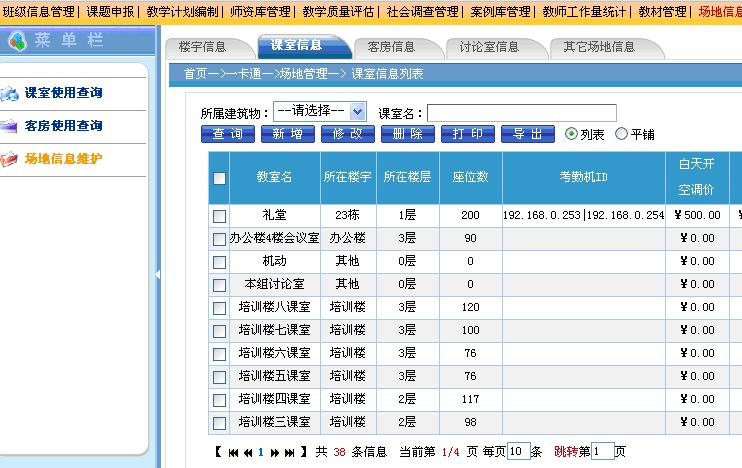 班级信息管理| 课题申报| 教学计划编制| 师资库管理| 教学质量评估| 社会调查管理| 案例库管理| 教师工作量统计| 教材管理| 场地信息
菜 单 栏
课室使用查询
客房使用查询
场地信息维护
楼宇信息 课室信息 客房信息 讨论室信息 其它场地信息
首页—>一卡通—>场地管理—> 课室信息列表
所属建筑物: --请选择-- 课室名:
查 询 新 增 修 改 删 除 打 印 导 出 列表 平铺
教室名 所在楼宇 所在楼层 座位数 考勤机ID 白天开
空调价
礼堂 23栋 1层 200 192.168.0.253|192.168.0.254 ¥500.00
办公楼4楼会议室 办公楼 3层 90 ¥0.00
机动 其他 0层 0 ¥0.00
本组讨论室 其他 0层 0 ¥0.00
培训楼八课室 培训楼 3层 120 ¥0.00
培训楼七课室 培训楼 3层 100 ¥0.00
培训楼六课室 培训楼 3层 76 ¥0.00
培训楼五课室 培训楼 3层 76 ¥0.00
培训楼四课室 培训楼 2层 117 ¥0.00
培训楼三课室 培训楼 2层 98 ¥0.00
【 1 】 共 38 条信息 当前第 1/4 页 每页10条 跳转第1页